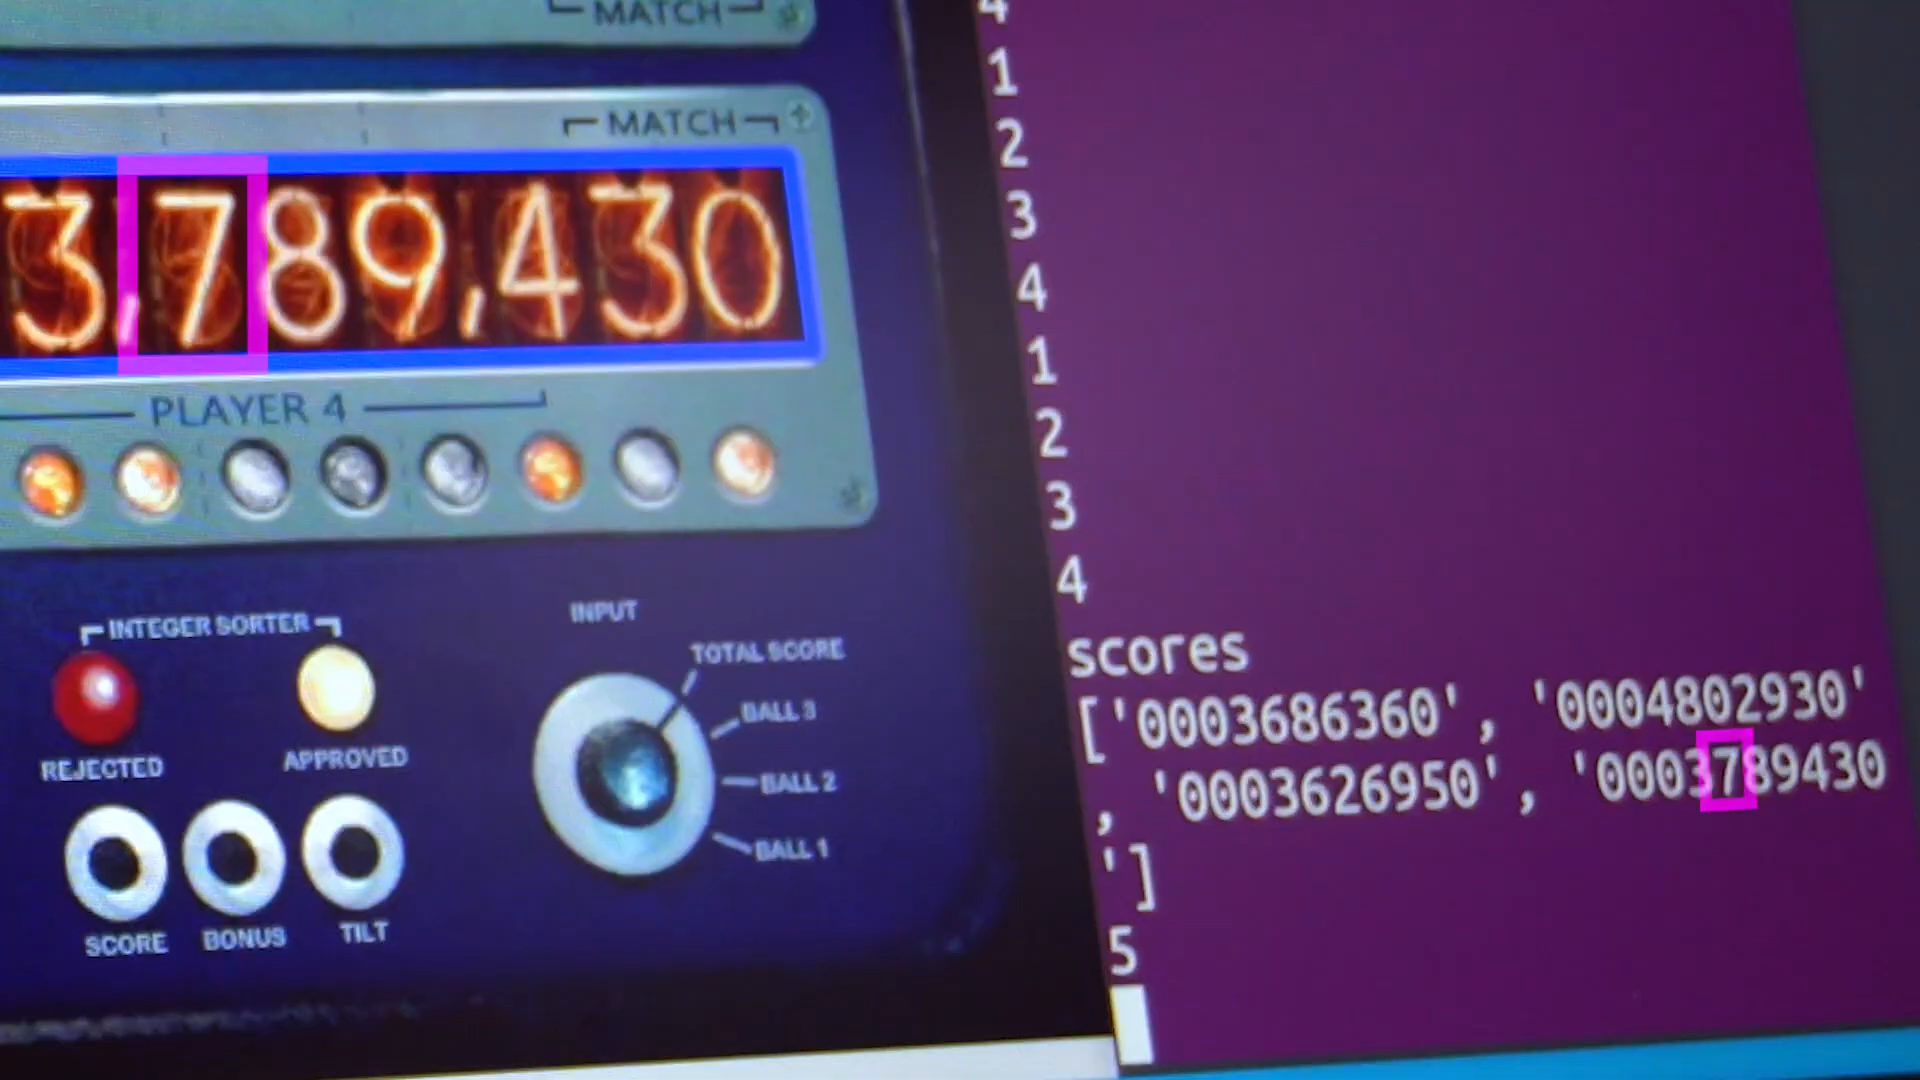 MATCH
MATCH
3,789,430
PLAYER 4
INTEGER SORTER
REJECTED
APPROVED
SCORE
BONUS
TILT
INPUT
TOTAL SCORE
BALL 3
BALL 2
BALL 1
4
1
2
3
4
1
2
3
4
scores
['0003686360', '0004802930'
, '0003626950', '0003789430
']
5